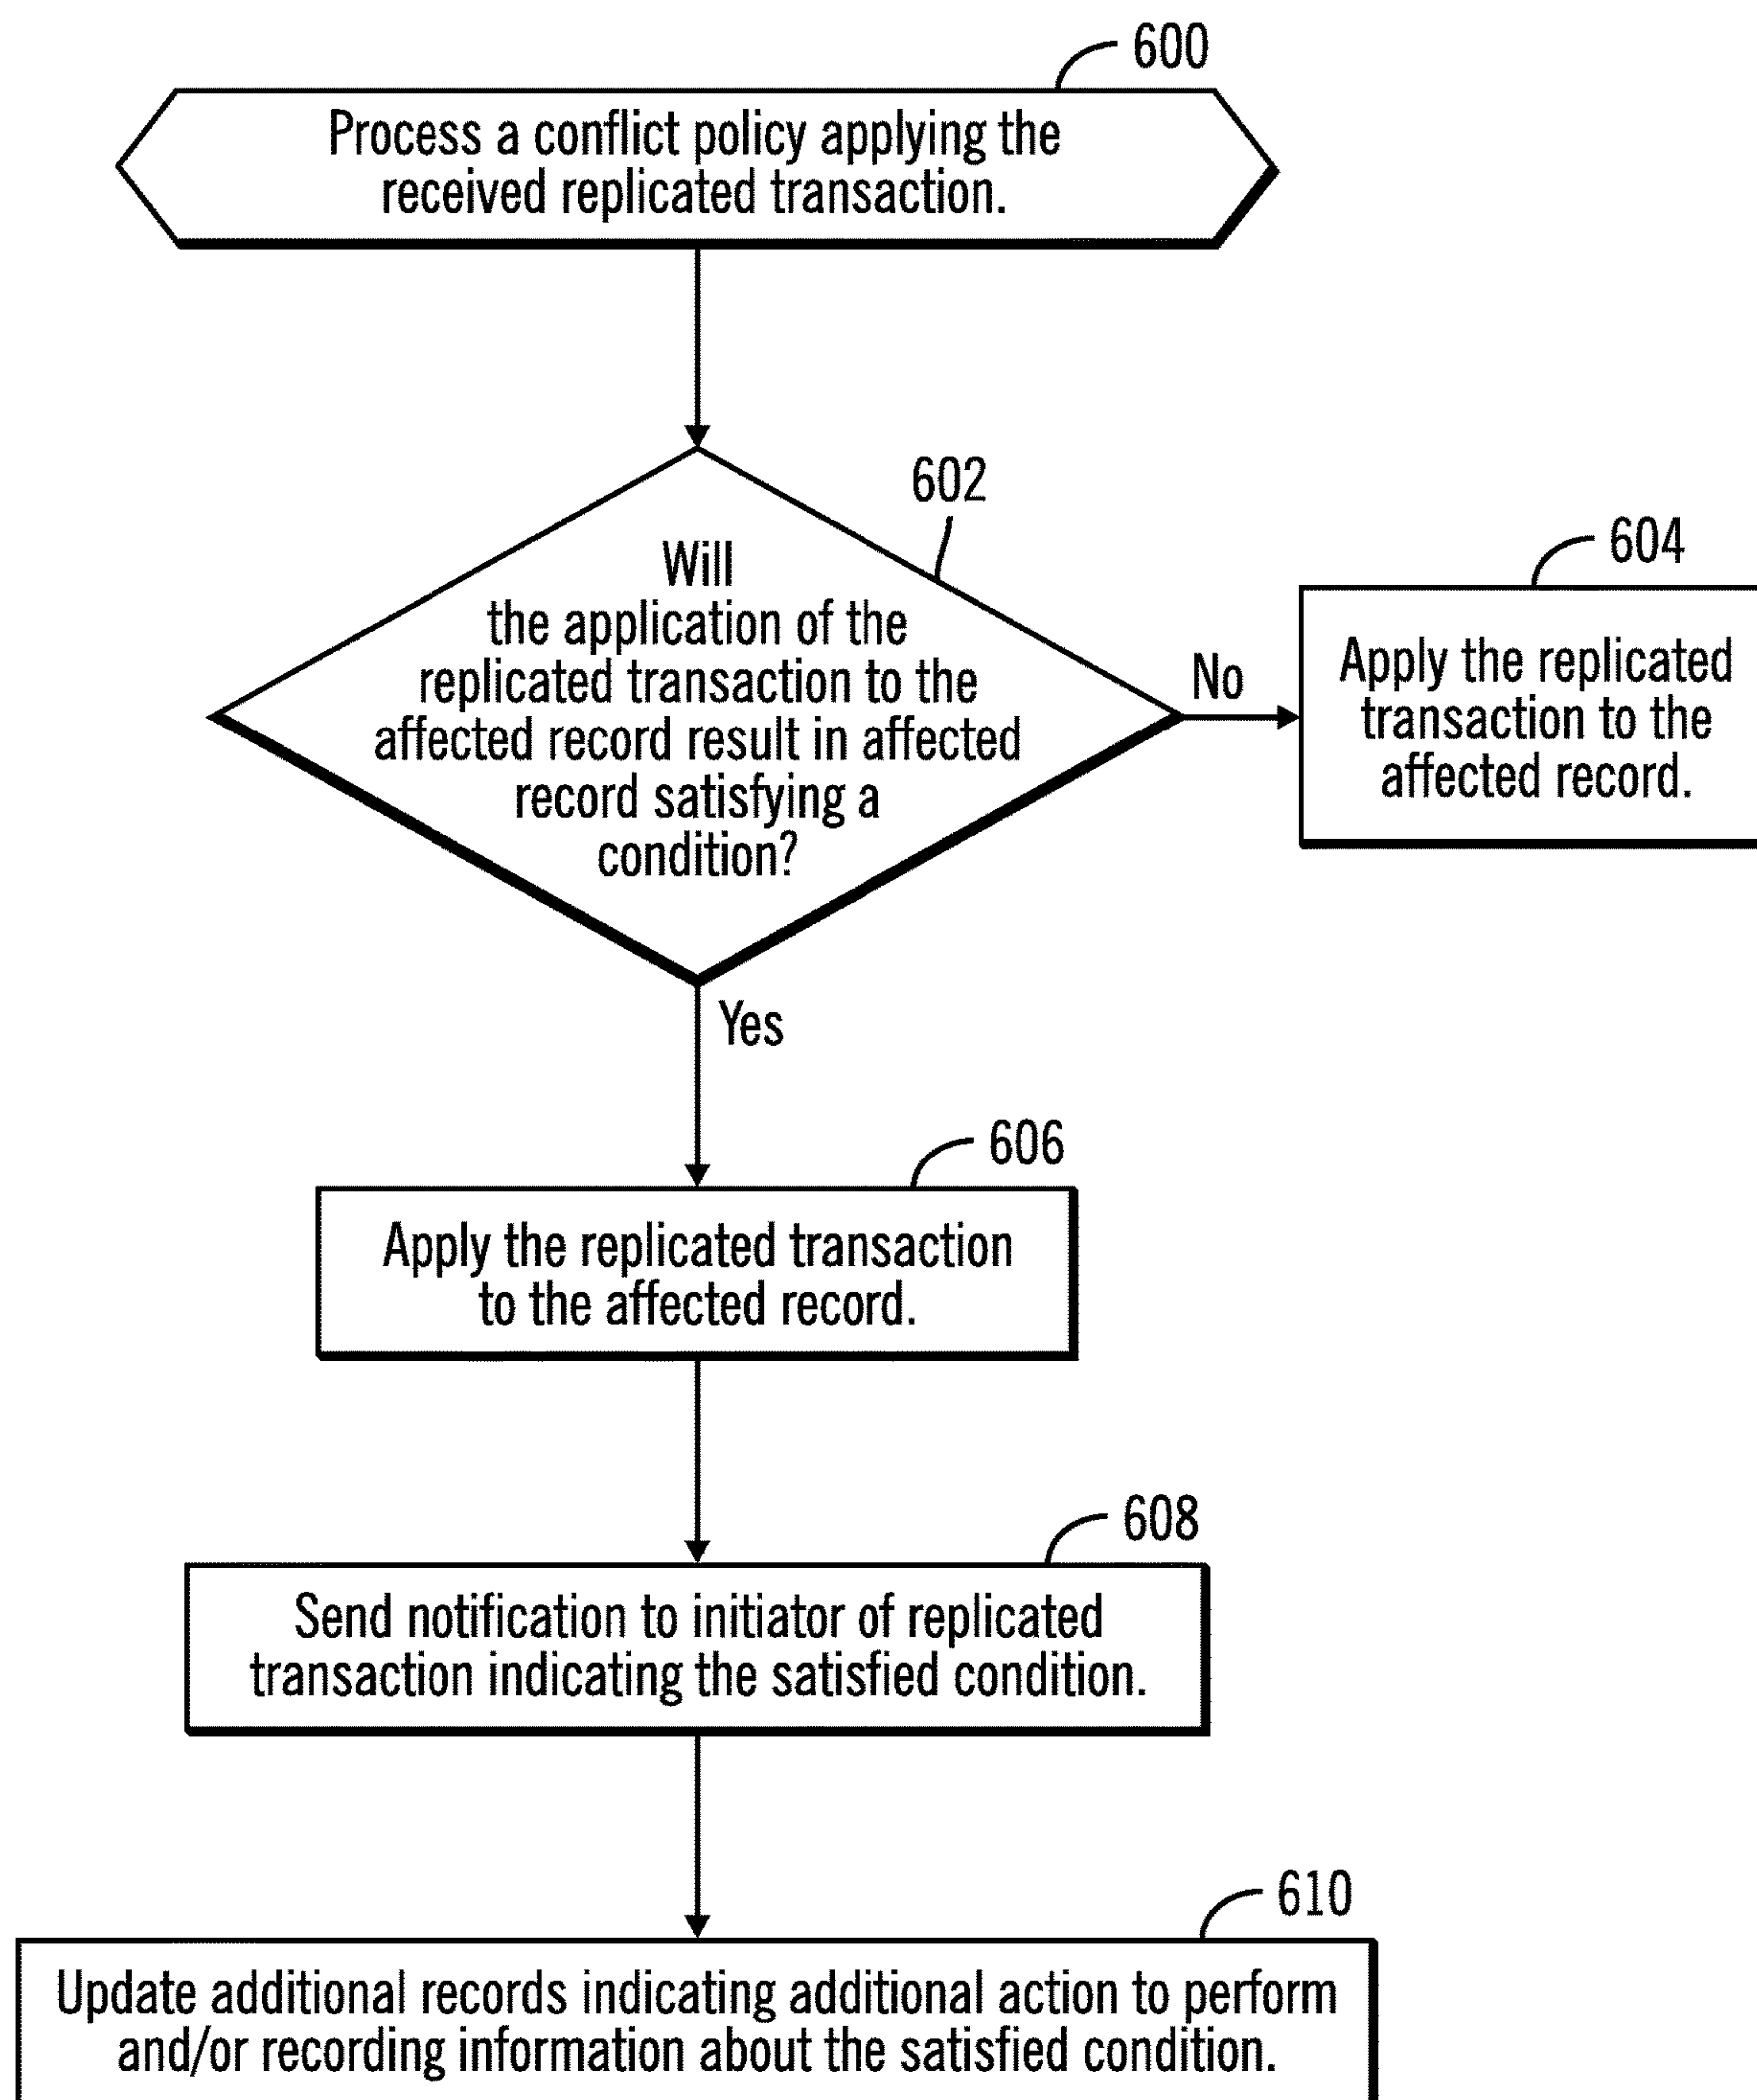 600
Process a conflict policy applying the
received replicated transaction.
602
Will
the application of the
replicated transaction to the
affected record result in affected
record satisfying a
condition?
No
604
Apply the replicated
transaction to the
affected record.
Yes
606
Apply the replicated transaction
to the affected record.
608
Send notification to initiator of replicated
transaction indicating the satisfied condition.
610
Update additional records indicating additional action to perform
and/or recording information about the satisfied condition.